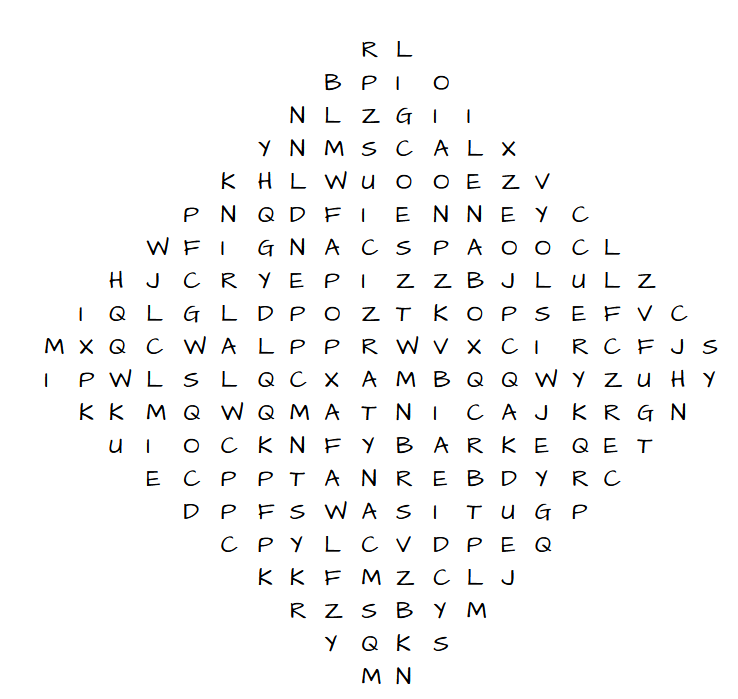 R L
B P I O
N L Z G I I
Y N M S C A L X
K H L W U O O E Z V
P N Q D F I E N N E Y C
W F I G N A C S P A O O C L
H J C R Y E P I Z Z B J L U L Z
I Q L G L D P O Z T K O P S E F V C
M X Q C W A L P P R W V X C I R C F J S
I P W L S L Q C X A M B Q Q W Y Z U H Y
K K M Q W Q M A T N I C A J K R G N
U I O C K N F Y B A R K E Q E T
E C P P T A N R E B D Y R C
D P F S W A S I T U G P
C P Y L C V D P E Q
K K F M Z C L J
R Z S B Y M
Y Q K S
M N